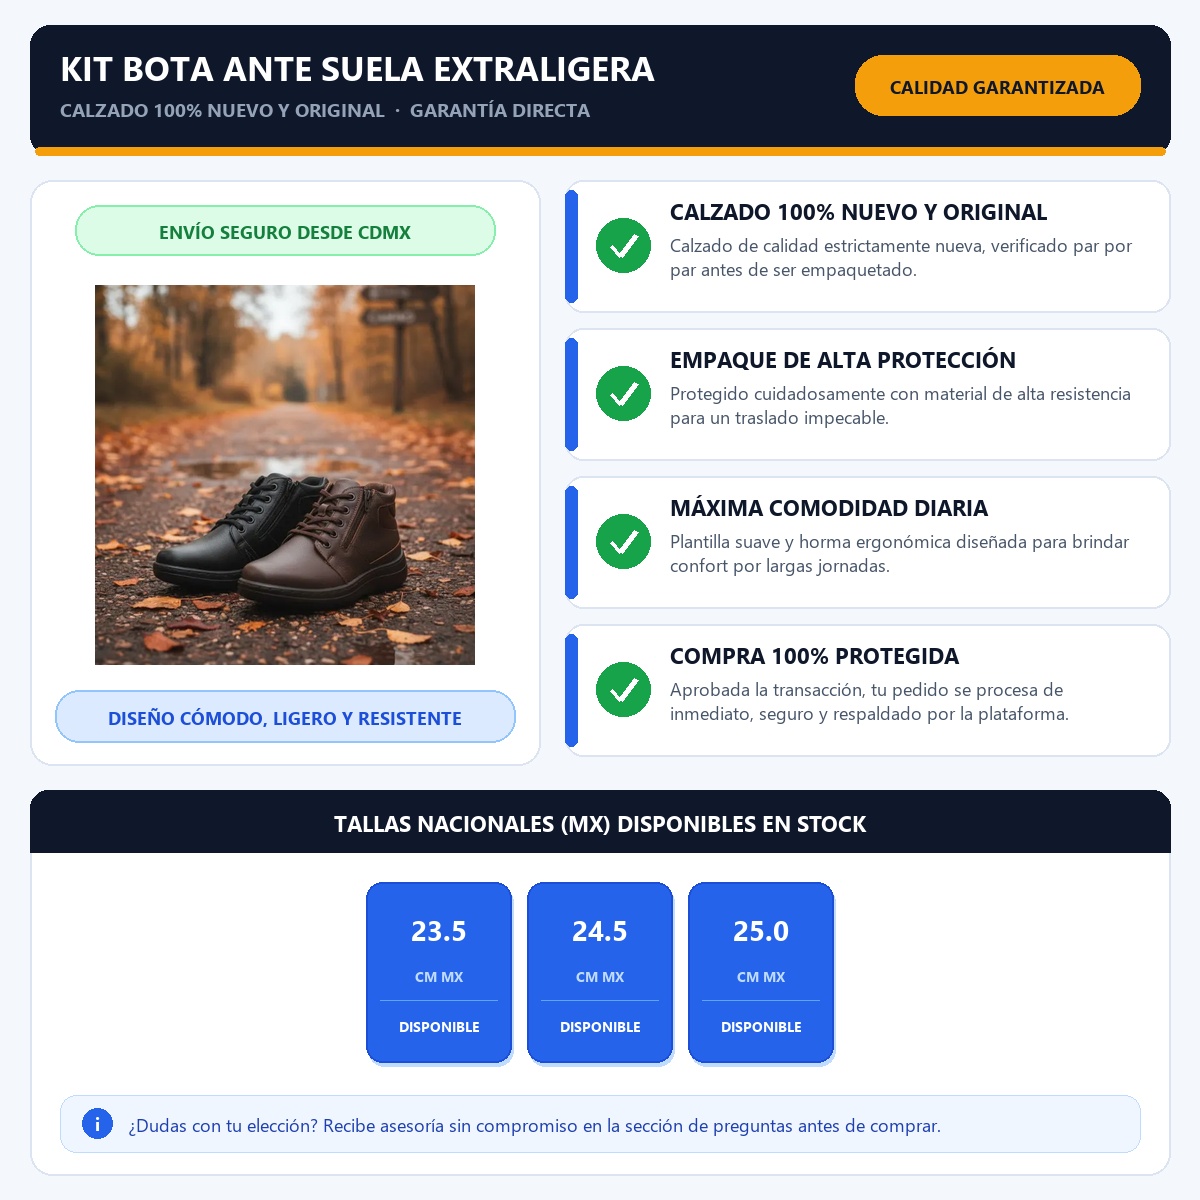 KIT BOTA ANTE SUELA EXTRALIGERA
CALZADO 100% NUEVO Y ORIGINAL · GARANTÍA DIRECTA
CALIDAD GARANTIZADA
ENVÍO SEGURO DESDE CDMX
DISEÑO CÓMODO, LIGERO Y RESISTENTE
CALZADO 100% NUEVO Y ORIGINAL
Calzado de calidad estrictamente nueva, verificado par por
par antes de ser empaquetado.
EMPAQUE DE ALTA PROTECCIÓN
Protegido cuidadosamente con material de alta resistencia
para un traslado impecable.
MÁXIMA COMODIDAD DIARIA
Plantilla suave y horma ergonómica diseñada para brindar
confort por largas jornadas.
COMPRA 100% PROTEGIDA
Aprobada la transacción, tu pedido se procesa de
inmediato, seguro y respaldado por la plataforma.
TALLAS NACIONALES (MX) DISPONIBLES EN STOCK
23.5
CM MX
DISPONIBLE
24.5
CM MX
DISPONIBLE
25.0
CM MX
DISPONIBLE
¿Dudas con tu elección? Recibe asesoría sin compromiso en la sección de preguntas antes de comprar.